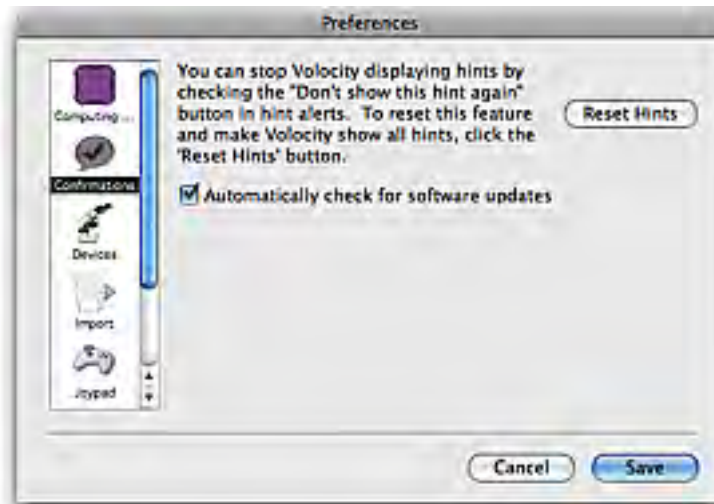 Preferences
Computing ...
Confirmations
Devices
Import
Joypad
You can stop Volocity displaying hints by
checking the "Don't show this hint again"
button in hint alerts. To reset this feature
and make Volocity show all hints, click the
'Reset Hints' button.
Reset Hints
Automatically check for software updates
Cancel
Save